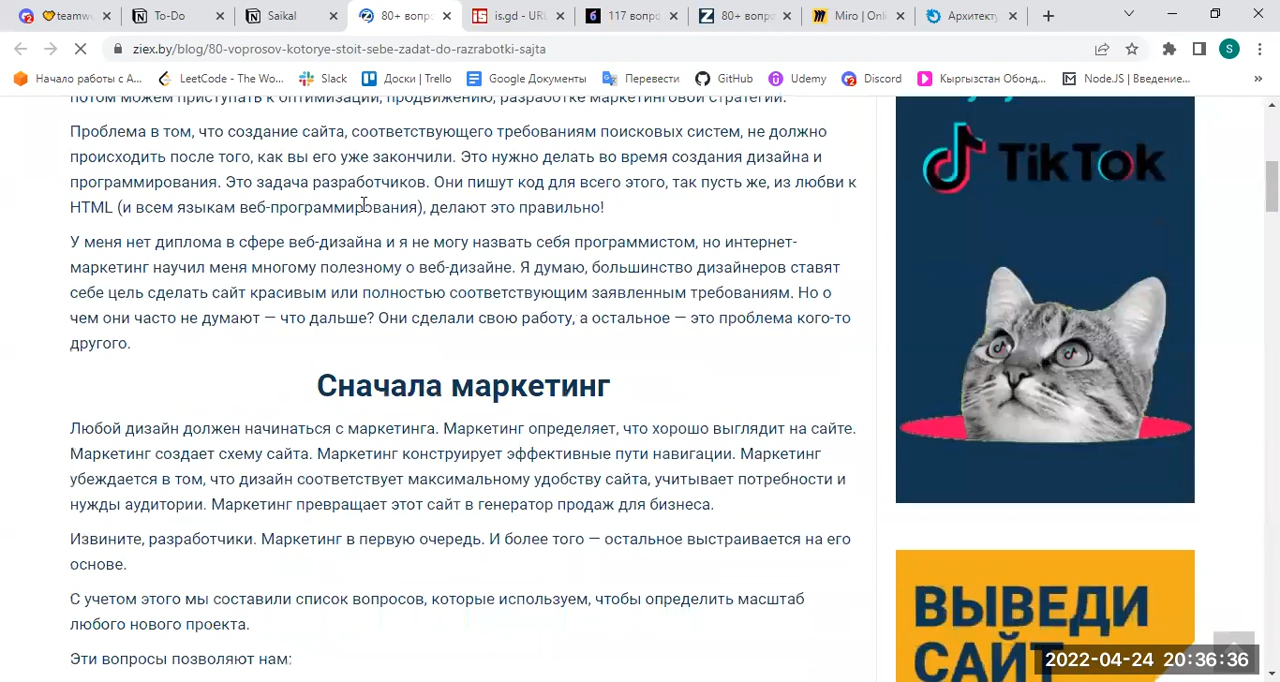 teamwo
To-Do
Saikal
80+ вопр
is.gd - URL
117 вопро
80+ вопро
Miro | Onli
Архитект
ziex.by/blog/80-voprosov-kotorye-stoit-sebe-zadat-do-razrabotki-sajta
S
Начало работы с A...
LeetCode - The Wo...
Slack
Доски | Trello
Google Документы
Перевести
GitHub
Udemy
Discord
Кыргызстан Обонд...
Node.JS | Введение...
»
потом можем приступать к оптимизации, продвижению, разработке маркетинговой стратегии.
Проблема в том, что создание сайта, соответствующего требованиям поисковых систем, не должно
происходить после того, как вы его уже закончили. Это нужно делать во время создания дизайна и
программирования. Это задача разработчиков. Они пишут код для всего этого, так пусть же, из любви к
HTML (и всем языкам веб-программирования), делают это правильно!
У меня нет диплома в сфере веб-дизайна и я не могу назвать себя программистом, но интернет-
маркетинг научил меня многому полезному о веб-дизайне. Я думаю, большинство дизайнеров ставят
себе цель сделать сайт красивым или полностью соответствующим заявленным требованиям. Но о
чем они часто не думают — что дальше? Они сделали свою работу, а остальное — это проблема кого-то
другого.
Сначала маркетинг
Любой дизайн должен начинаться с маркетинга. Маркетинг определяет, что хорошо выглядит на сайте.
Маркетинг создает схему сайта. Маркетинг конструирует эффективные пути навигации. Маркетинг
убеждается в том, что дизайн соответствует максимальному удобству сайта, учитывает потребности и
нужды аудитории. Маркетинг превращает этот сайт в генератор продаж для бизнеса.
Извините, разработчики. Маркетинг в первую очередь. И более того — остальное выстраивается на его
основе.
С учетом этого мы составили список вопросов, которые используем, чтобы определить масштаб
любого нового проекта.
Эти вопросы позволяют нам:
TikTok
ВЫВЕДИ
САЙТ
2022-04-24 20:36:36